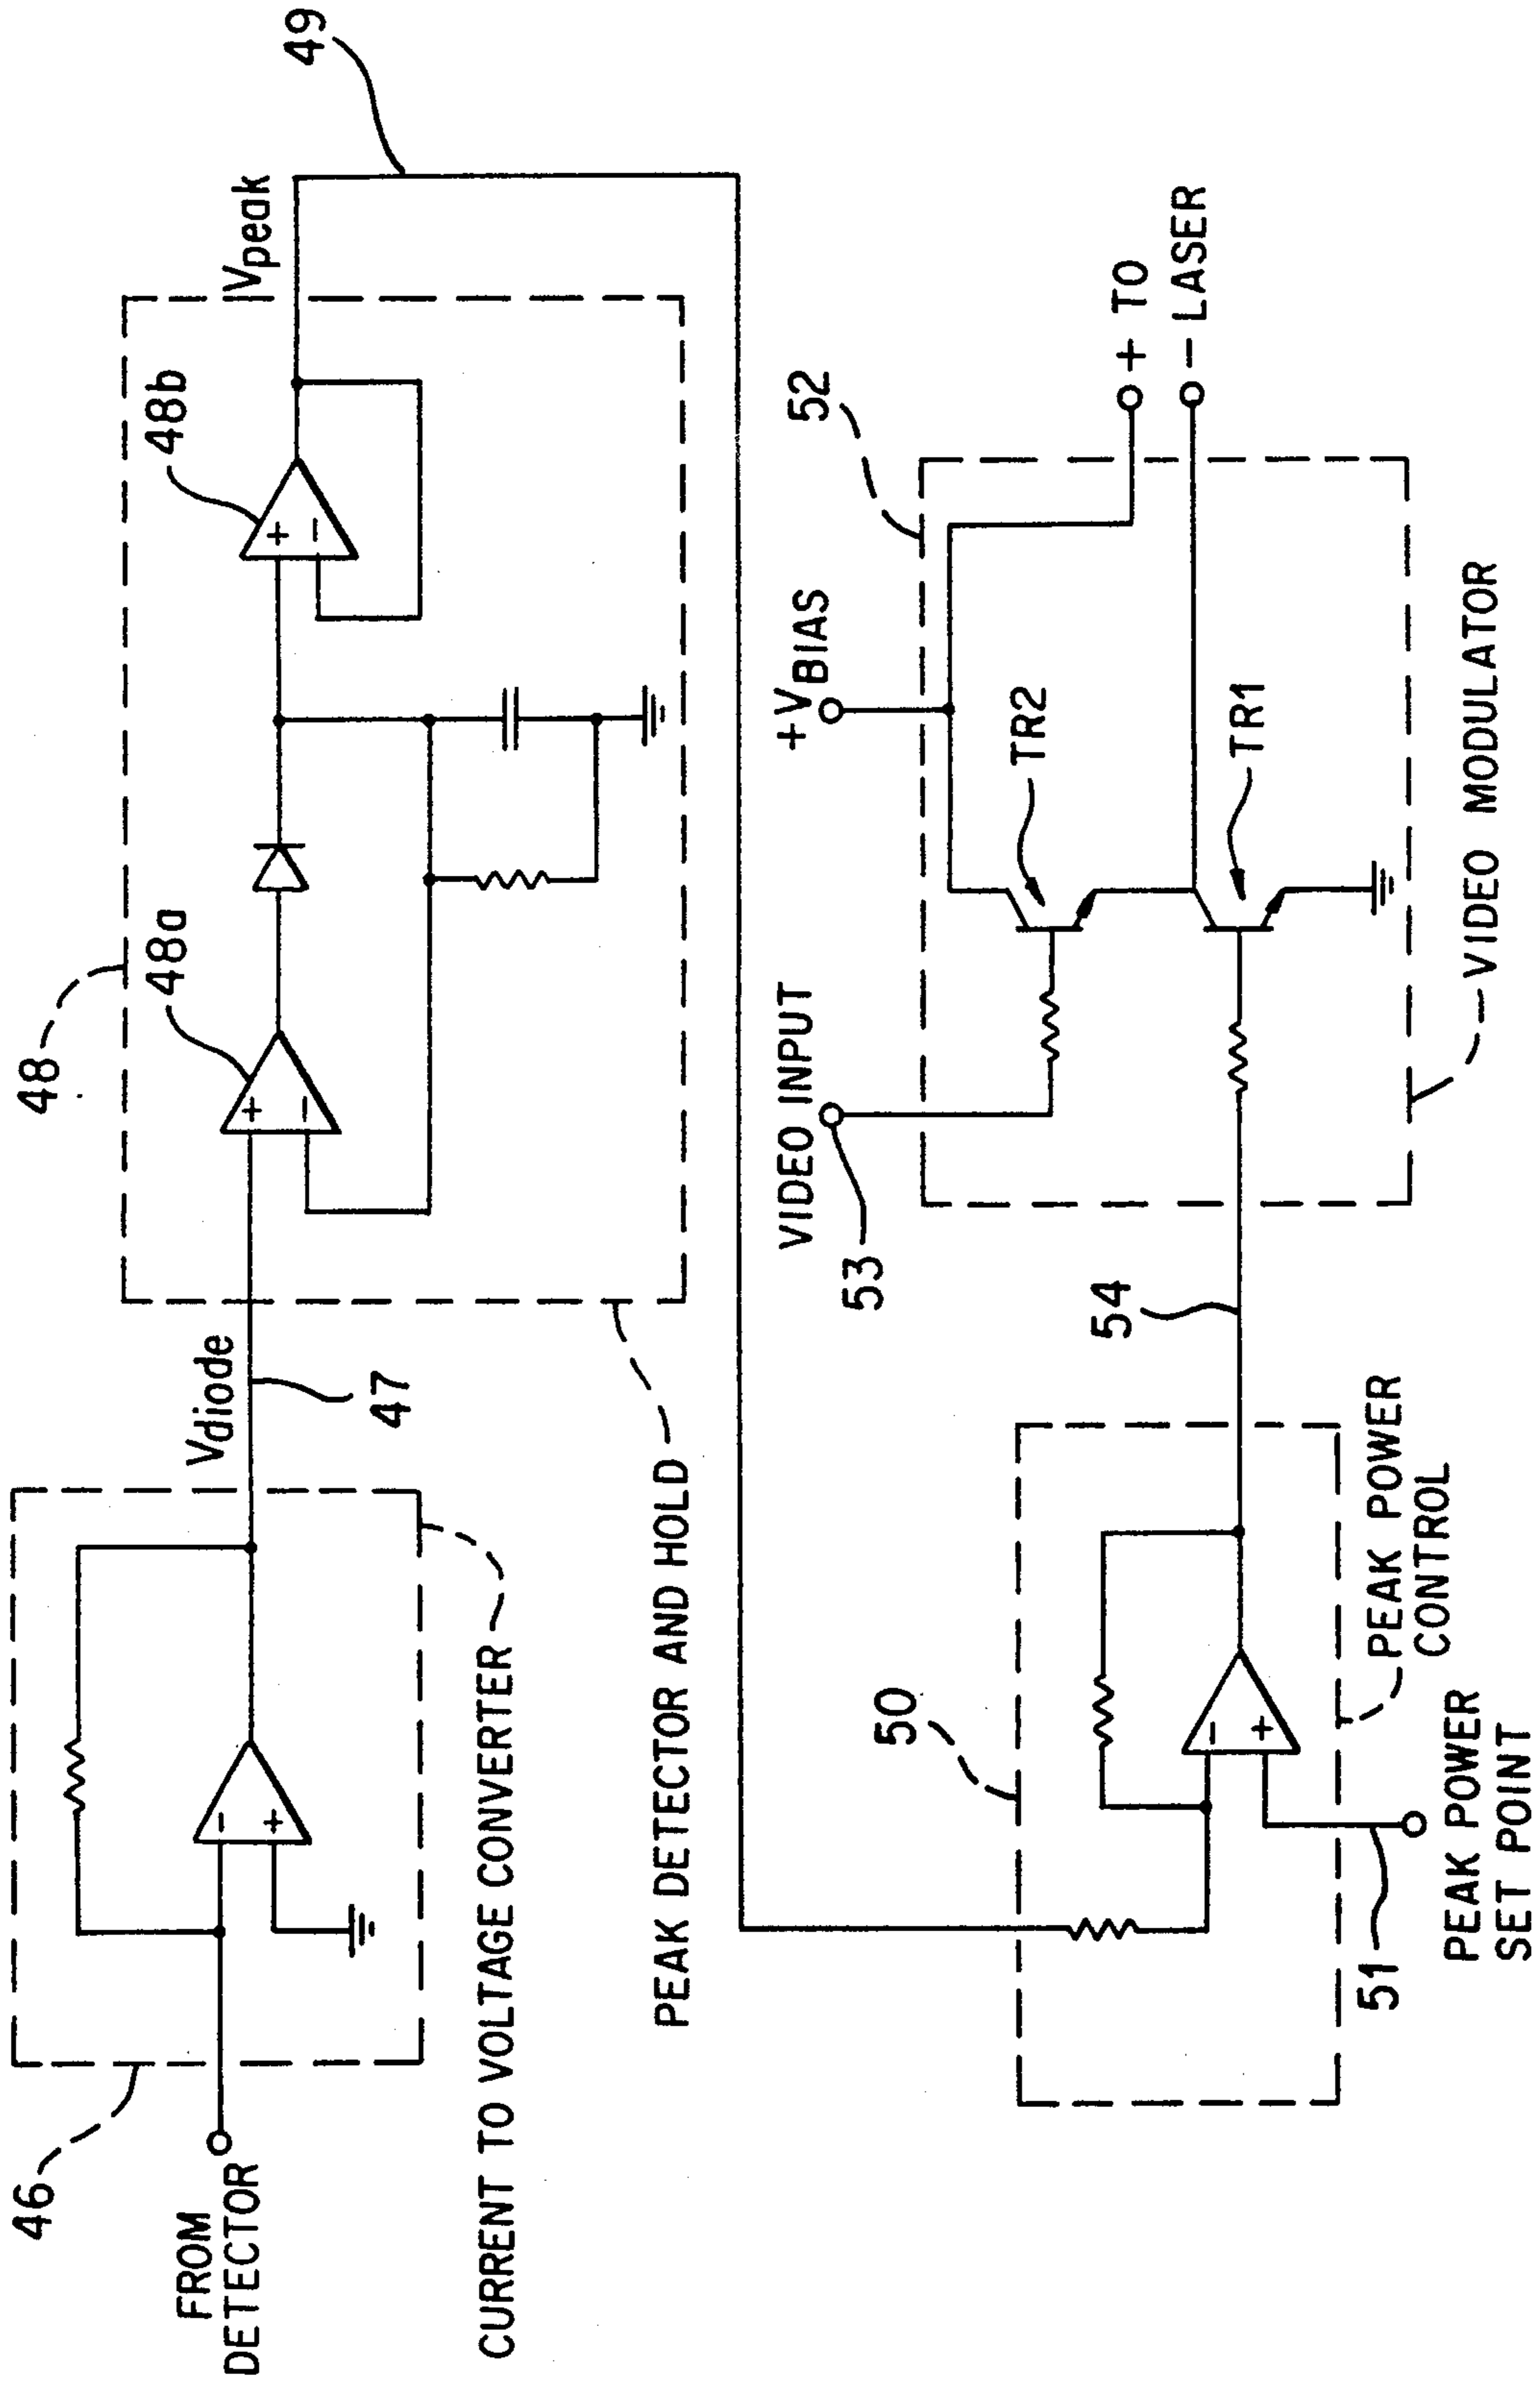 46
FROM
DETECTOR
CURRENT TO VOLTAGE CONVERTER
-
+
Vdiode
47
48
48a
+
-
48b
+
-
Vpeak
49
PEAK DETECTOR AND HOLD
50
-
+
51
PEAK POWER
SET POINT
PEAK POWER
CONTROL
54
VIDEO INPUT
53
+VBIAS
52
TR2
TR1
+ TO
- LASER
VIDEO MODULATOR